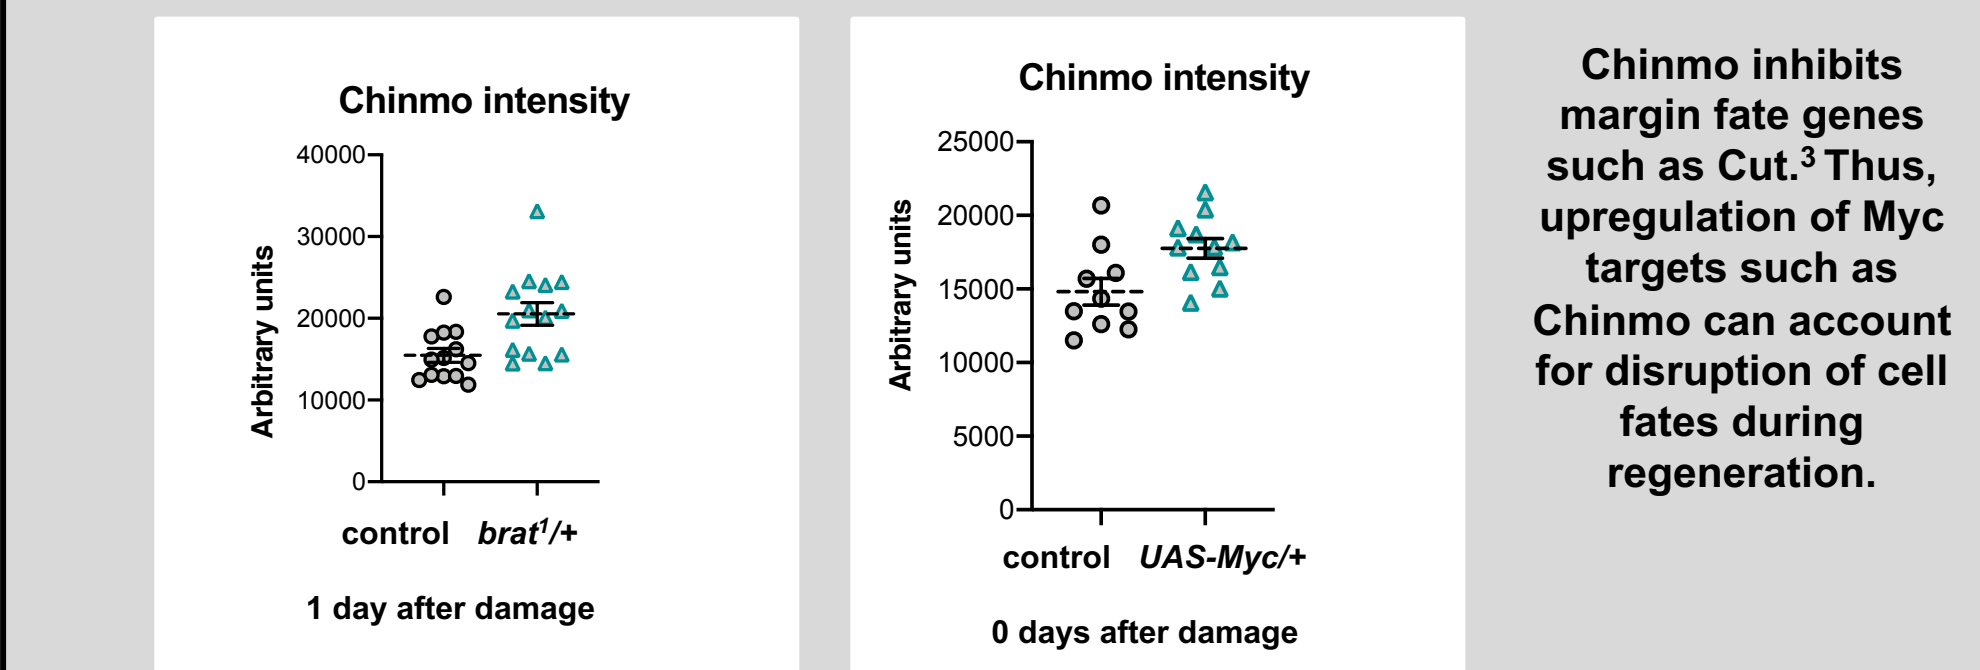 Chinmo intensity
40000
30000
20000
10000
0
Arbitrary units
control brat¹/+
1 day after damage
Chinmo intensity
25000
20000
15000
10000
5000
0
Arbitrary units
control UAS-Myc/+
0 days after damage
Chinmo inhibits
margin fate genes
such as Cut.³ Thus,
upregulation of Myc
targets such as
Chinmo can account
for disruption of cell
fates during
regeneration.